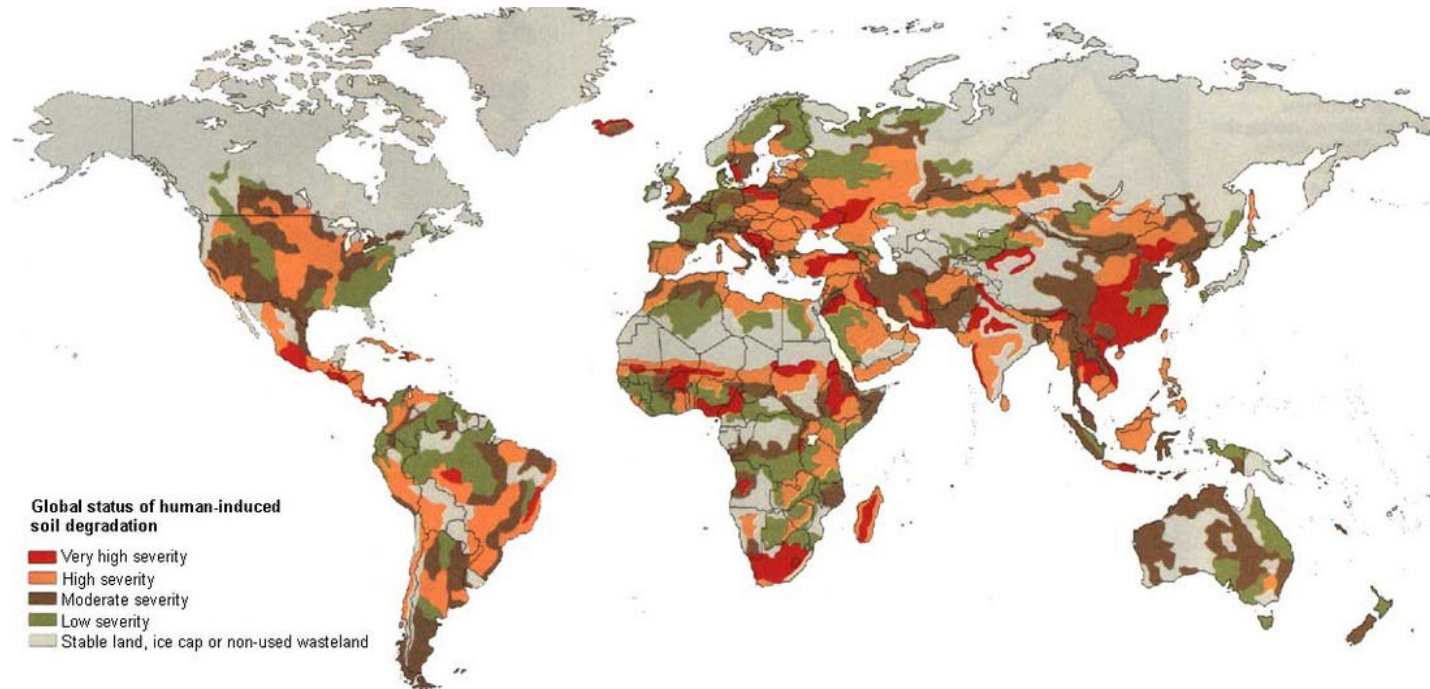 Global status of human-induced
soil degradation
Very high severity
High severity
Moderate severity
Low severity
Stable land, ice cap or non-used wasteland